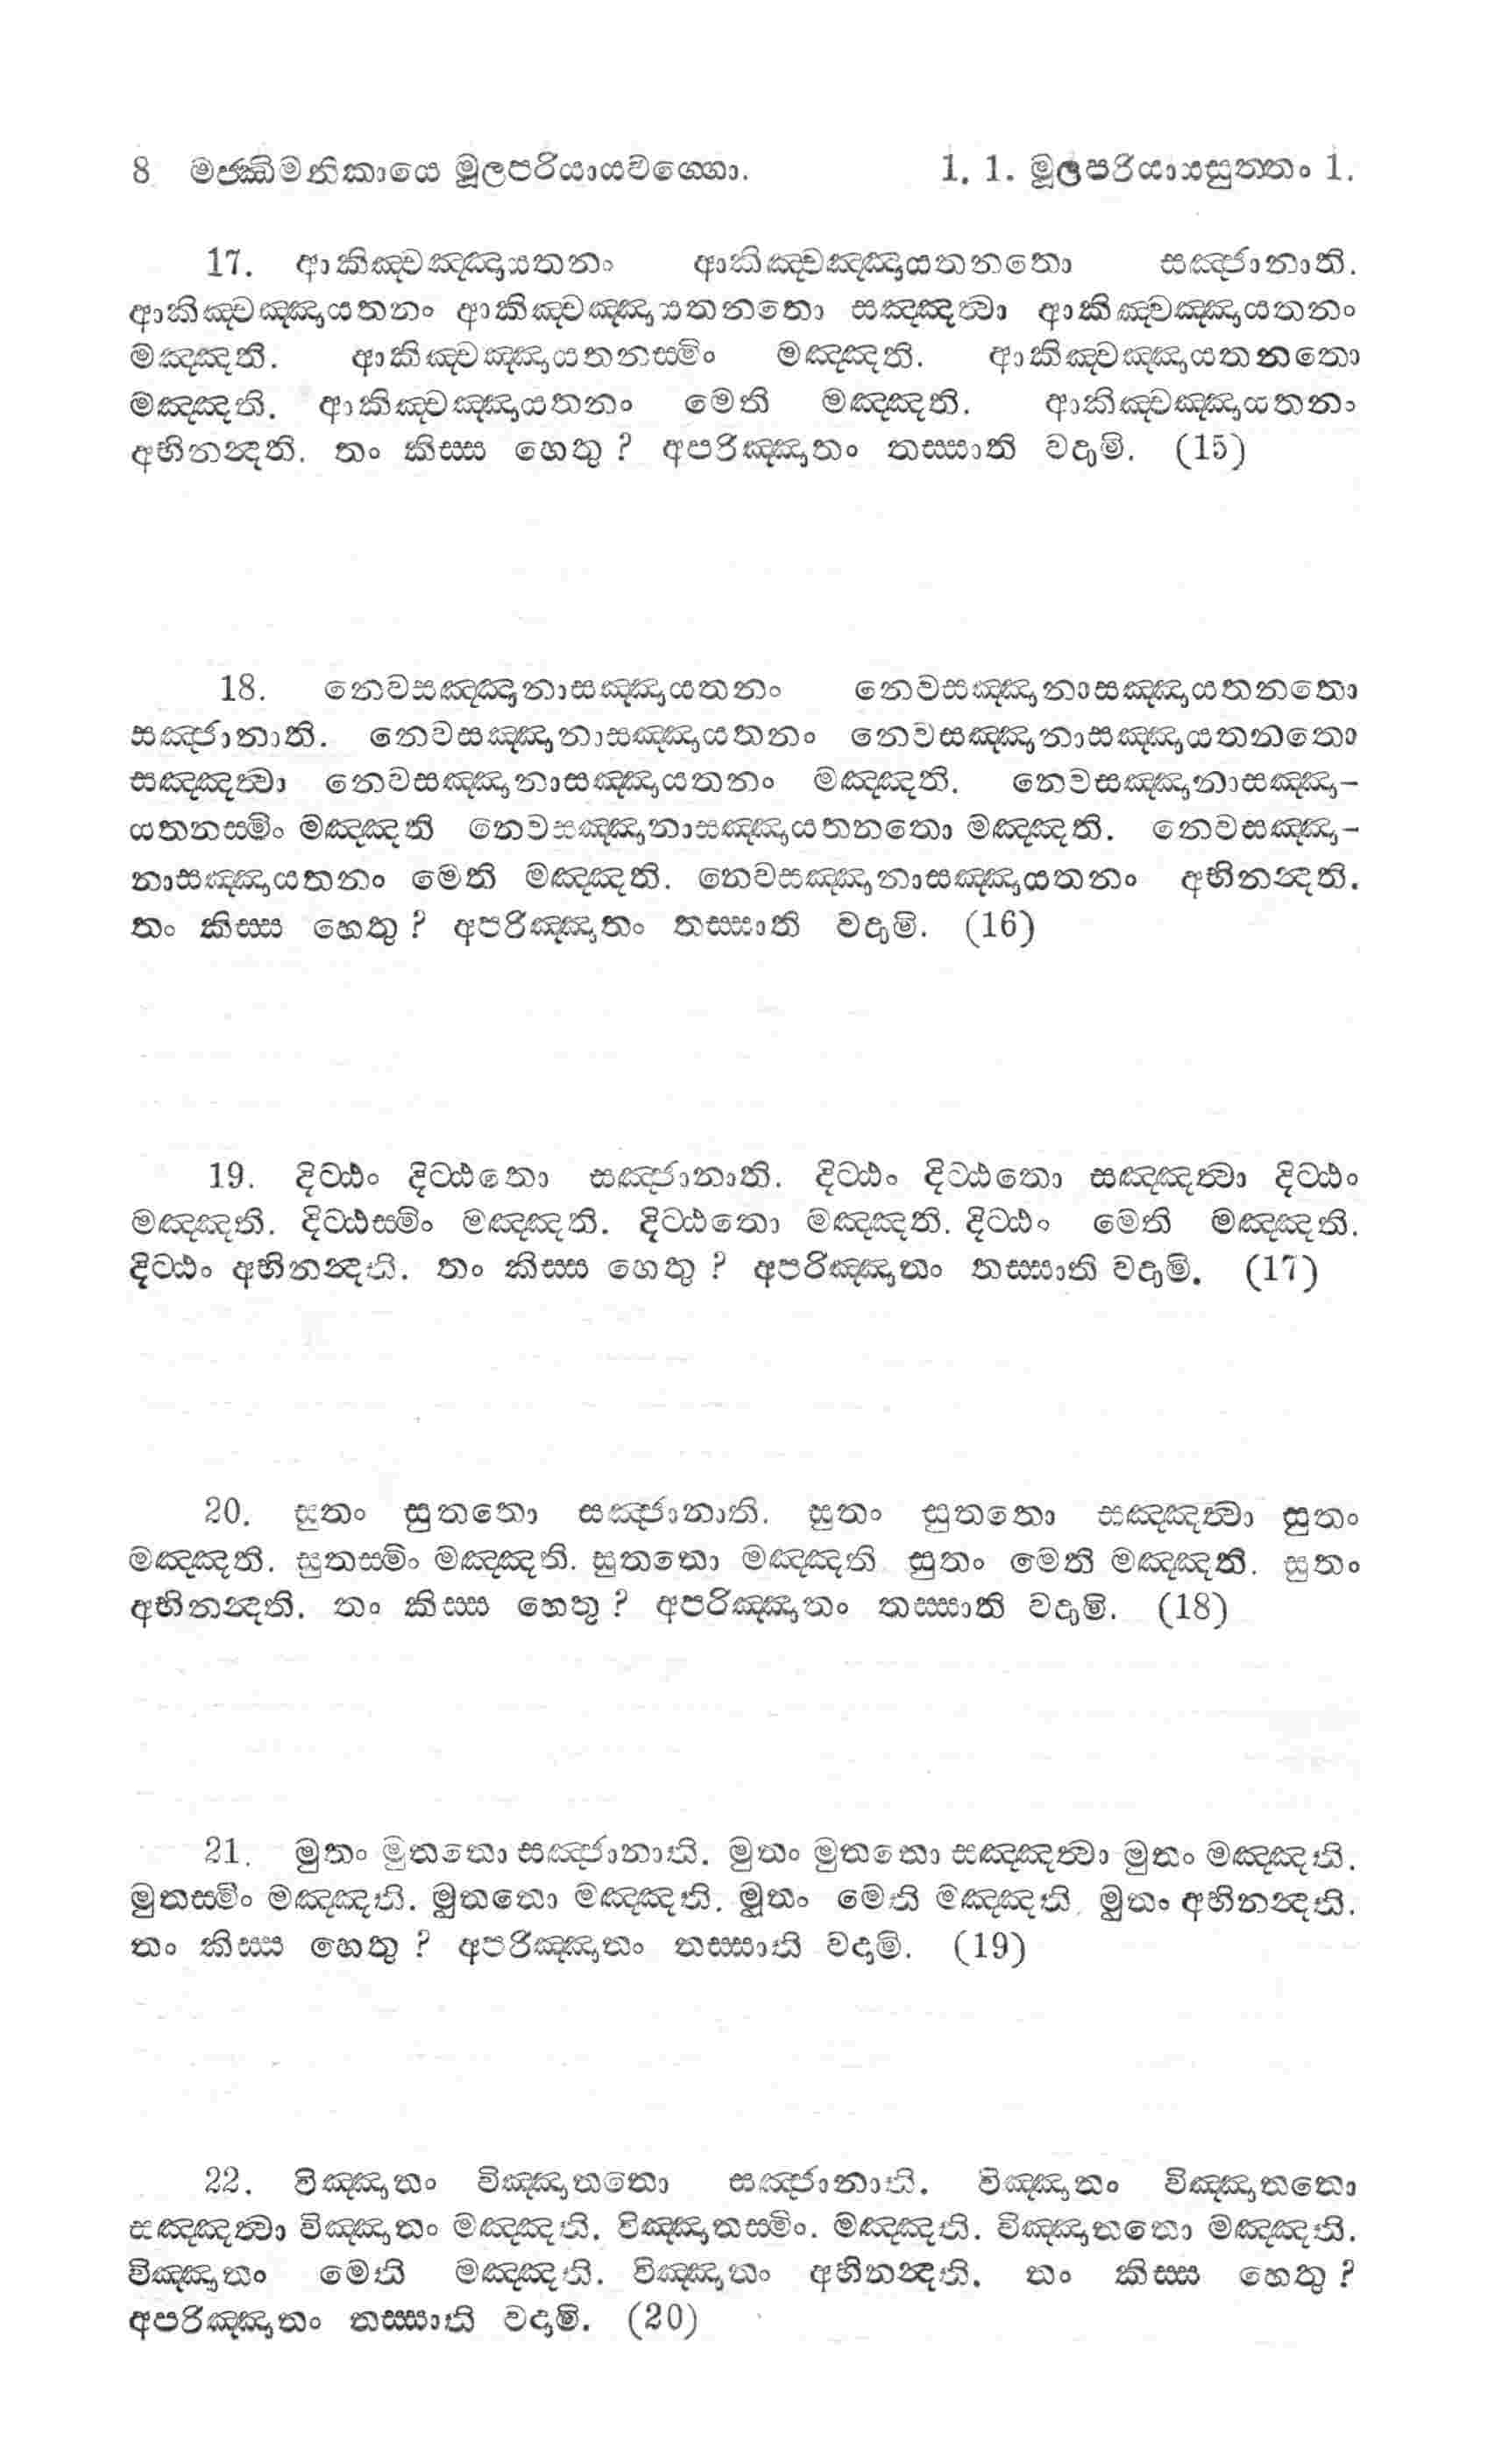 8 මජ්ඣිමනිකායෙ මූලපරියායවග්ගො. 1. 1. මූලපරියායසුත්තං 1.
17. ආකිඤ්චඤ්ඤායතනං ආකිඤ්චඤ්ඤායතනතො සඤ්ජානාති.
ආකිඤ්චඤ්ඤායතනං ආකිඤ්චඤ්ඤායතනතො සඤ්ඤත්වා ආකිඤ්චඤ්ඤායතනං
මඤ්ඤති. ආකිඤ්චඤ්ඤායතනස්මිං මඤ්ඤති. ආකිඤ්චඤ්ඤායතනතො
මඤ්ඤති. ආකිඤ්චඤ්ඤායතනං මෙති මඤ්ඤති. ආකිඤ්චඤ්ඤායතනං
අභිනන්දති. තං කිස්ස හෙතු ? අපරිඤ්ඤාතං තස්සාති වදාමි. (15)
18. නෙවසඤ්ඤානාසඤ්ඤායතනං නෙවසඤ්ඤානාසඤ්ඤායතනතො
සඤ්ජානාති. නෙවසඤ්ඤානාසඤ්ඤායතනං නෙවසඤ්ඤානාසඤ්ඤායතනතො
සඤ්ඤත්වා නෙවසඤ්ඤානාසඤ්ඤායතනං මඤ්ඤති. නෙවසඤ්ඤානාසඤ්ඤා-
යතනස්මිං මඤ්ඤති නෙවසඤ්ඤානාසඤ්ඤායතනතො මඤ්ඤති. නෙවසඤ්ඤා-
නාසඤ්ඤායතනං මෙති මඤ්ඤති. නෙවසඤ්ඤානාසඤ්ඤායතනං අභිනන්දති.
තං කිස්ස හෙතු ? අපරිඤ්ඤාතං තස්සාති වදාමි. (16)
19. දිට්ඨං දිට්ඨතො සඤ්ජානාති. දිට්ඨං දිට්ඨතො සඤ්ඤත්වා දිට්ඨං
මඤ්ඤති. දිට්ඨස්මිං මඤ්ඤති. දිට්ඨතො මඤ්ඤති. දිට්ඨං මෙති මඤ්ඤති.
දිට්ඨං අභිනන්දති. තං කිස්ස හෙතු ? අපරිඤ්ඤාතං තස්සාති වදාමි. (17)
20. සුතං සුතතො සඤ්ජානාති. සුතං සුතතො සඤ්ඤත්වා සුතං
මඤ්ඤති. සුතස්මිං මඤ්ඤති. සුතතො මඤ්ඤති. සුතං මෙති මඤ්ඤති. සුතං
අභිනන්දති. තං කිස්ස හෙතු ? අපරිඤ්ඤාතං තස්සාති වදාමි. (18)
21. මුතං මුතතො සඤ්ජානාති. මුතං මුතතො සඤ්ඤත්වා මුතං මඤ්ඤති.
මුතස්මිං මඤ්ඤති. මුතතො මඤ්ඤති. මුතං මෙති මඤ්ඤති. මුතං අභිනන්දති.
තං කිස්ස හෙතු ? අපරිඤ්ඤාතං තස්සාති වදාමි. (19)
22. විඤ්ඤාතං විඤ්ඤාතතො සඤ්ජානාති. විඤ්ඤාතං විඤ්ඤාතතො
සඤ්ඤත්වා විඤ්ඤාතං මඤ්ඤති. විඤ්ඤාතස්මිං. මඤ්ඤති. විඤ්ඤාතතො මඤ්ඤති.
විඤ්ඤාතං මෙති මඤ්ඤති. විඤ්ඤාතං අභිනන්දති. තං කිස්ස හෙතු ?
අපරිඤ්ඤාතං තස්සාති වදාමි. (20)